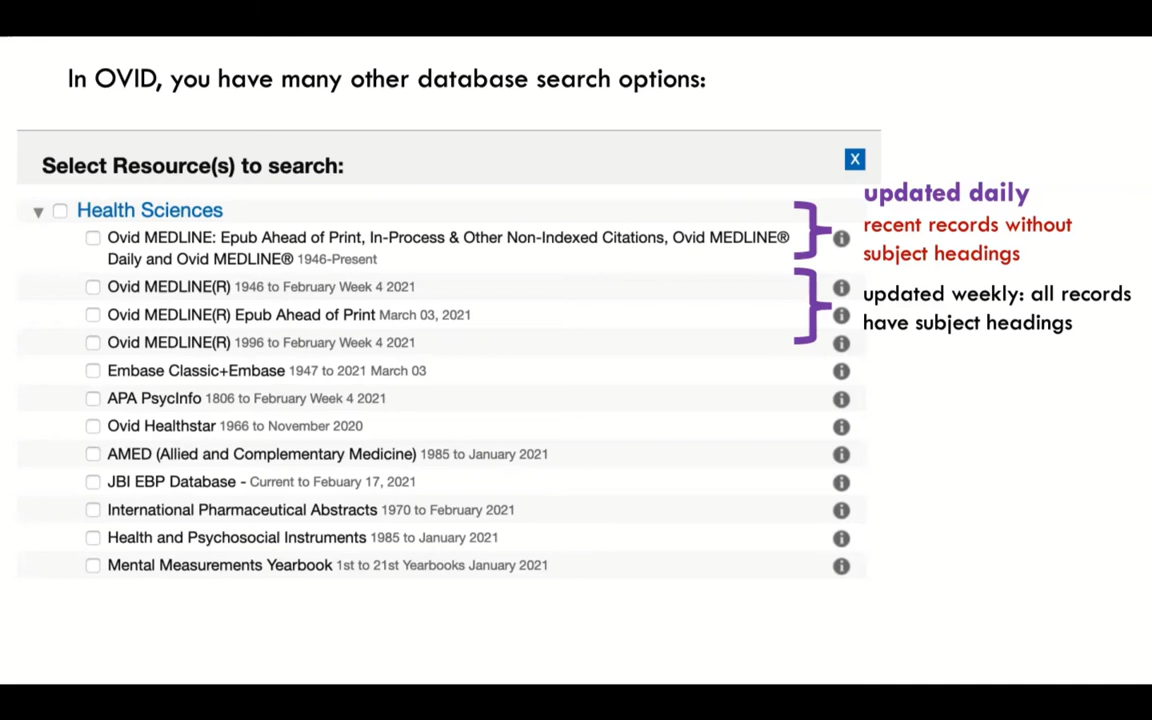 In OVID, you have many other database search options:
Select Resource(s) to search:
X
updated daily
Health Sciences
recent records without
Ovid MEDLINE: Epub Ahead of Print, In-Process & Other Non-Indexed Citations, Ovid MEDLINE®
subject headings
Daily and Ovid MEDLINE® 1946-Present
Ovid MEDLINE(R) 1946 to February Week 4 2021
updated weekly: all records
Ovid MEDLINE(R) Epub Ahead of Print March 03, 2021
have subject headings
Ovid MEDLINE(R) 1996 to February Week 4 2021
Embase Classic+Embase 1947 to 2021 March 03
APA PsycInfo 1806 to February Week 4 2021
Ovid Healthstar 1966 to November 2020
AMED (Allied and Complementary Medicine) 1985 to January 2021
JBI EBP Database - Current to Febuary 17, 2021
International Pharmaceutical Abstracts 1970 to February 2021
Health and Psychosocial Instruments 1985 to January 2021
Mental Measurements Yearbook 1st to 21st Yearbooks January 2021